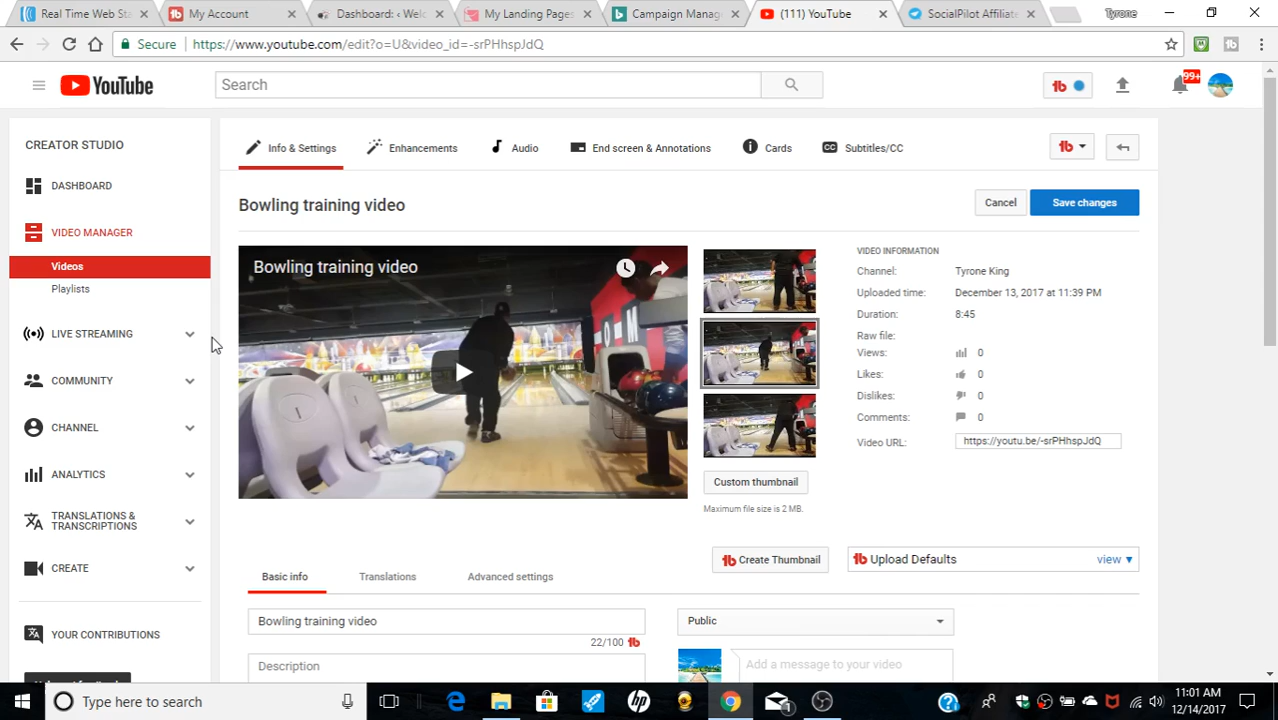 Real Time Web Sta
My Account
Dashboard: ‹ Welc
My Landing Pages
Campaign Manag
(111) YouTube
SocialPilot Affiliat
Tyrone
Secure
https://www.youtube.com/edit?o=U&video_id=-srPHhspJdQ
YouTube
Search
99+
CREATOR STUDIO
DASHBOARD
VIDEO MANAGER
Videos
Playlists
LIVE STREAMING
COMMUNITY
CHANNEL
ANALYTICS
TRANSLATIONS &
TRANSCRIPTIONS
CREATE
YOUR CONTRIBUTIONS
Info & Settings
Enhancements
Audio
End screen & Annotations
Cards
CC Subtitles/CC
Bowling training video
Cancel
Save changes
Bowling training video
VIDEO INFORMATION
Channel: Tyrone King
Uploaded time: December 13, 2017 at 11:39 PM
Duration: 8:45
Raw file:
Views: 0
Likes: 0
Dislikes: 0
Comments: 0
Video URL: https://youtu.be/-srPHhspJdQ
Custom thumbnail
Maximum file size is 2 MB.
Create Thumbnail
Upload Defaults
view
Basic info
Translations
Advanced settings
Bowling training video
22/100
Public
Description
Add a message to your video
Type here to search
11:01 AM
12/14/2017